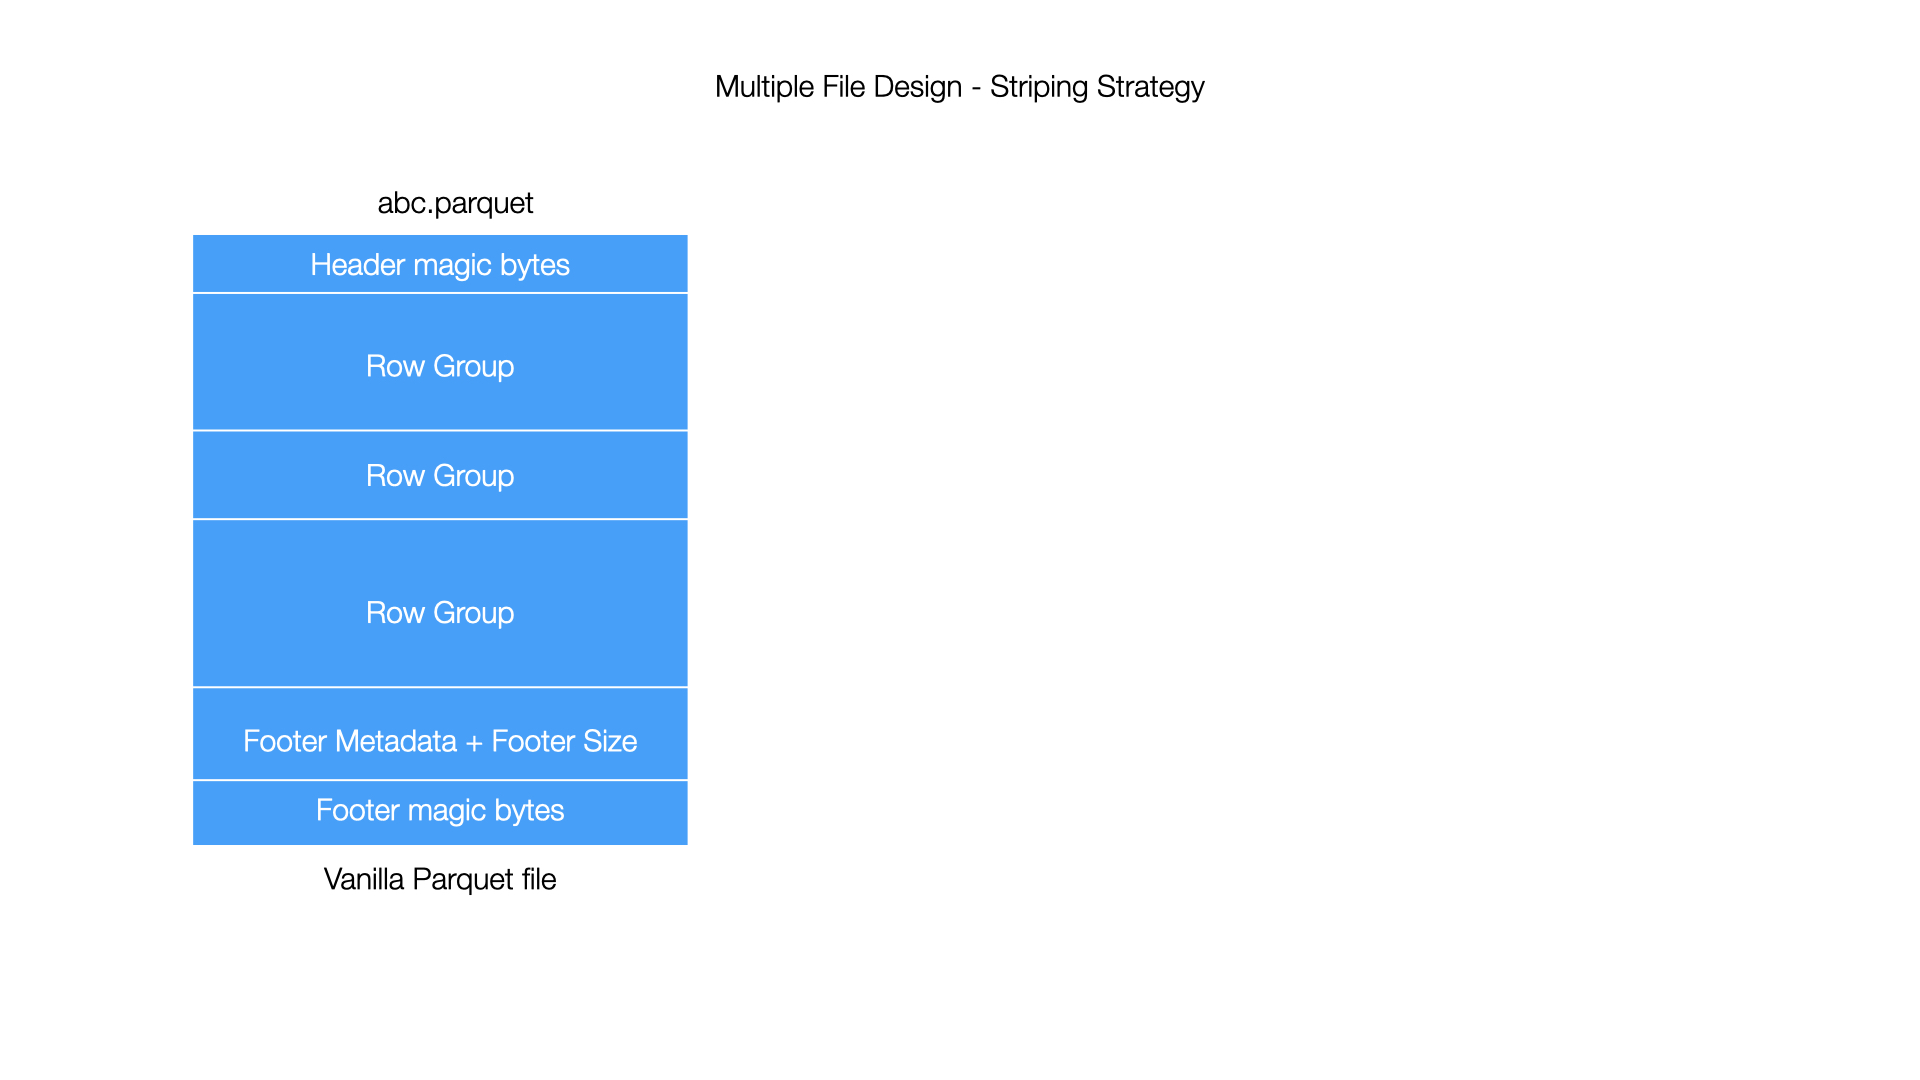 Multiple File Design - Striping Strategy
abc.parquet
Header magic bytes
Row Group
Row Group
Row Group
Footer Metadata + Footer Size
Footer magic bytes
Vanilla Parquet file